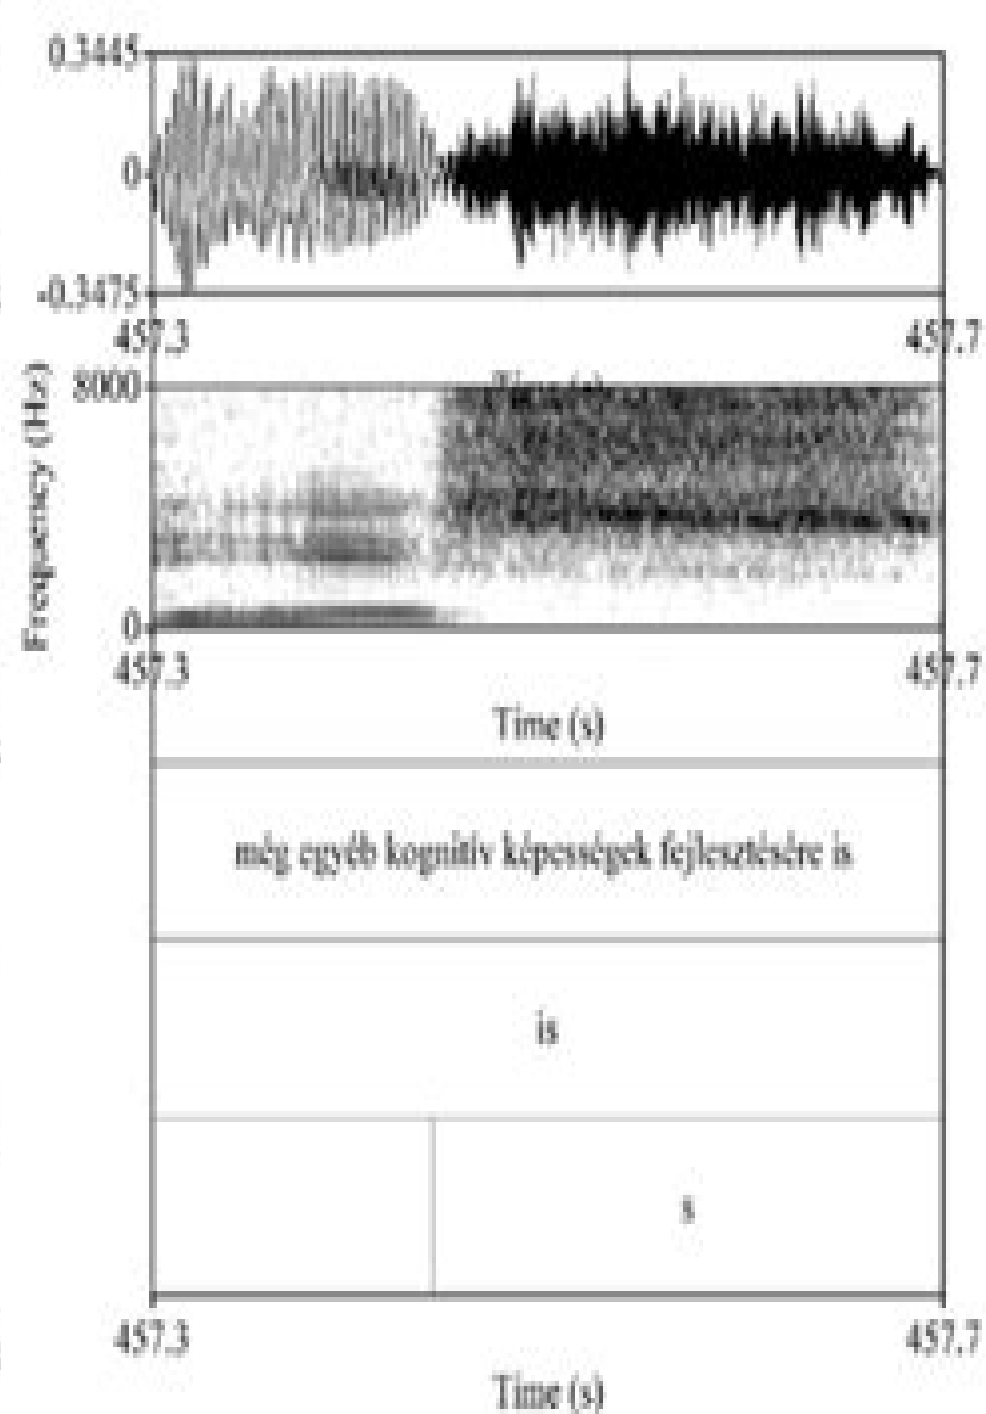 0.3445
0
-0.3475
457.3 457.7
Time (s)
8000
Frequency (Hz)
0
457.3 457.7
Time (s)
még egyéb kognitív képességek fejlesztésére is
is
s
457.3 457.7
Time (s)